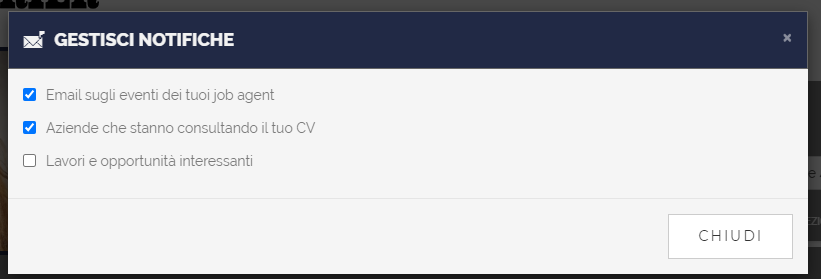 GESTISCI NOTIFICHE
×
Email sugli eventi dei tuoi job agent
Aziende che stanno consultando il tuo CV
Lavori e opportunità interessanti
CHIUDI